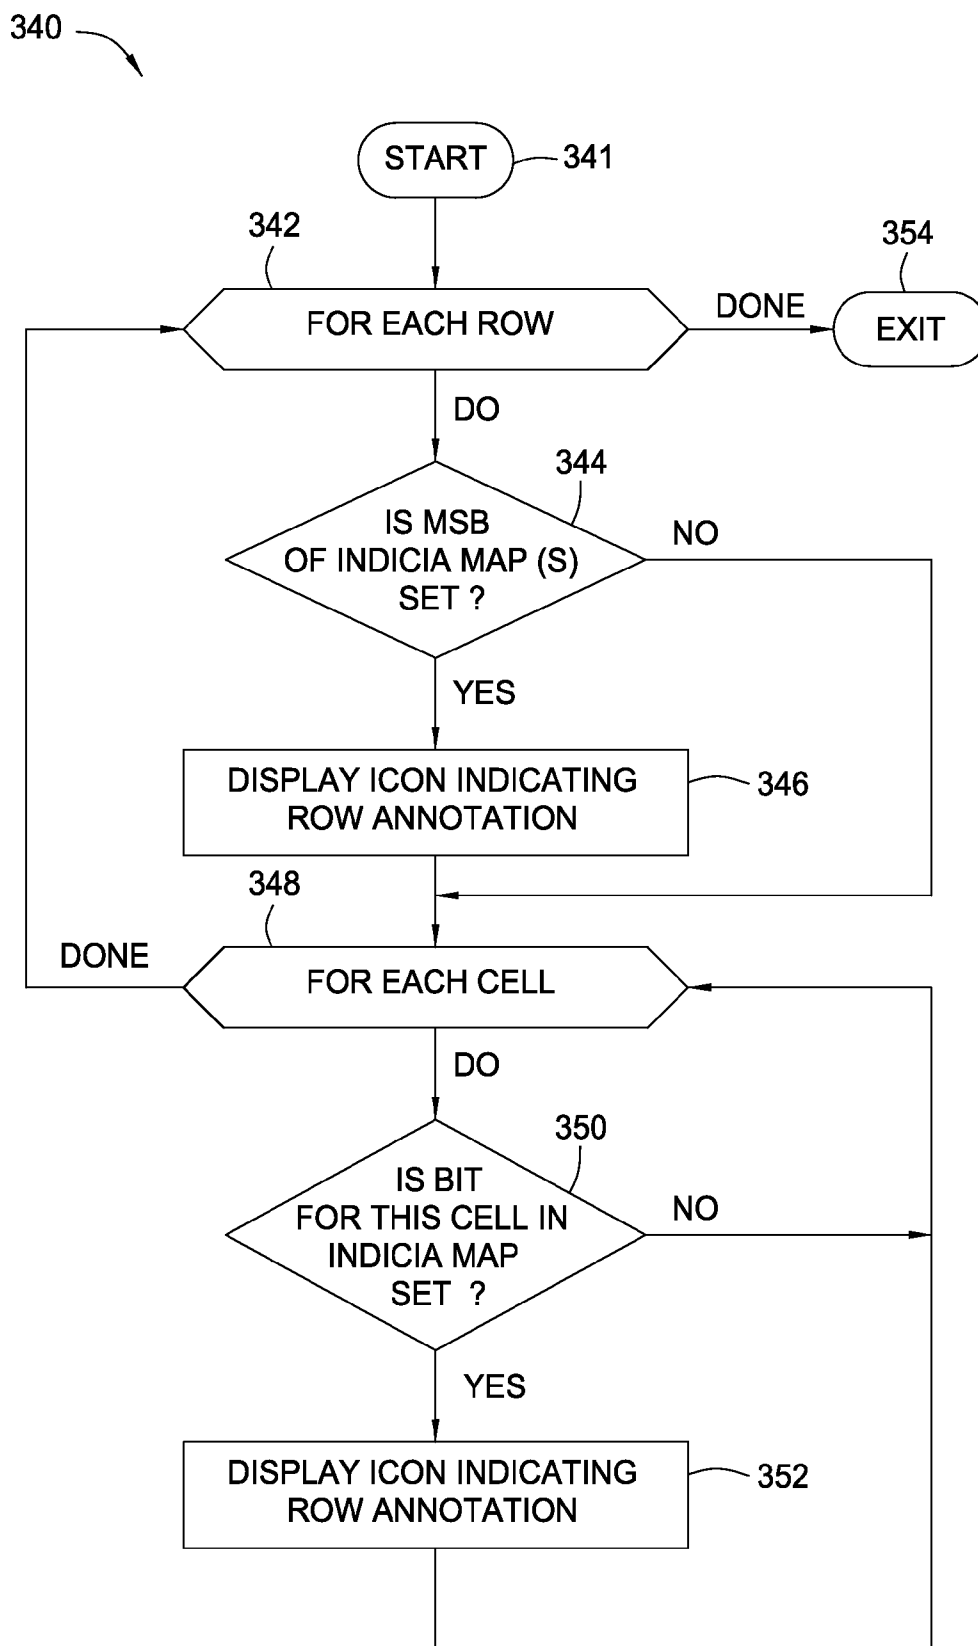 340
START
341
342
354
FOR EACH ROW
DONE
EXIT
DO
344
IS MSB
OF INDICIA MAP (S)
SET ?
NO
YES
DISPLAY ICON INDICATING
ROW ANNOTATION
346
348
DONE
FOR EACH CELL
DO
350
IS BIT
FOR THIS CELL IN
INDICIA MAP
SET ?
NO
YES
DISPLAY ICON INDICATING
ROW ANNOTATION
352